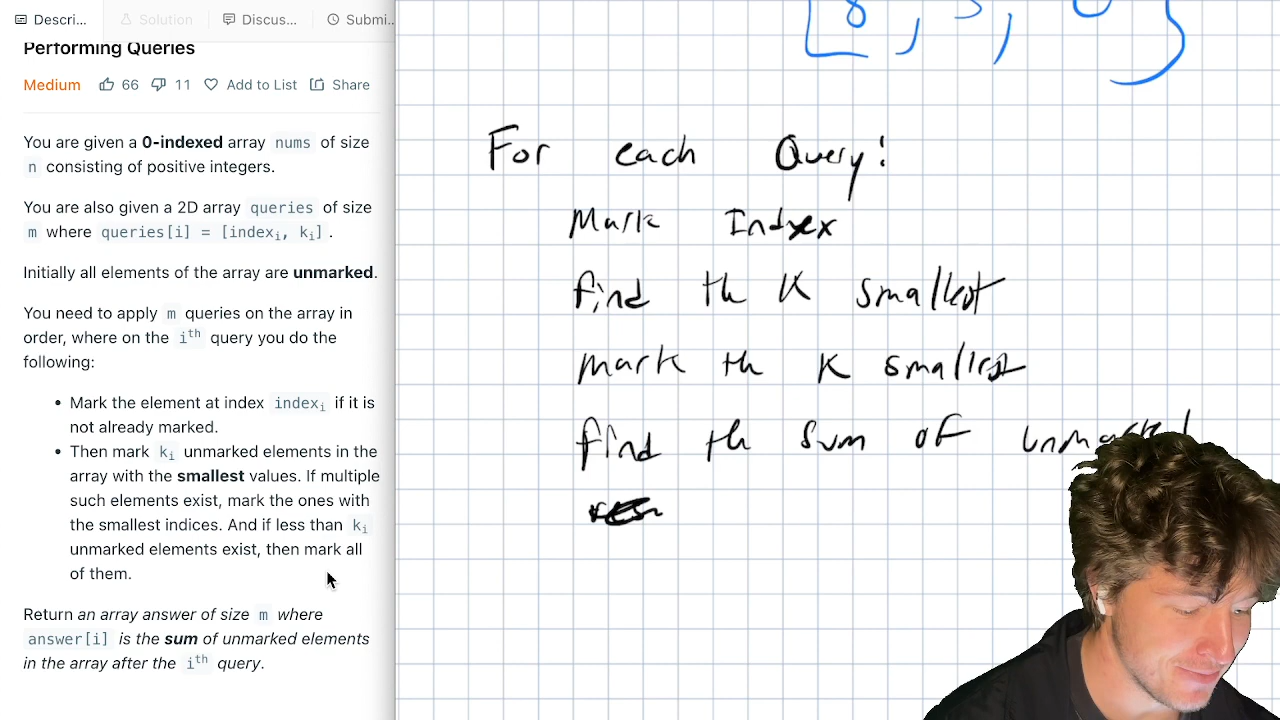 Descri...
Solution
Discus...
Submi...
Performing Queries
Medium 66 11 Add to List Share
You are given a 0-indexed array nums of size
n consisting of positive integers.
You are also given a 2D array queries of size
m where queries[i] = [indexi, ki].
Initially all elements of the array are unmarked.
You need to apply m queries on the array in
order, where on the ith query you do the
following:
• Mark the element at index indexi if it is
not already marked.
• Then mark ki unmarked elements in the
array with the smallest values. If multiple
such elements exist, mark the ones with
the smallest indices. And if less than ki
unmarked elements exist, then mark all
of them.
Return an array answer of size m where
answer[i] is the sum of unmarked elements
in the array after the ith query.
For each Query:
Mark Index
find th K smallest
mark th K smallest
find th sum of unmarked